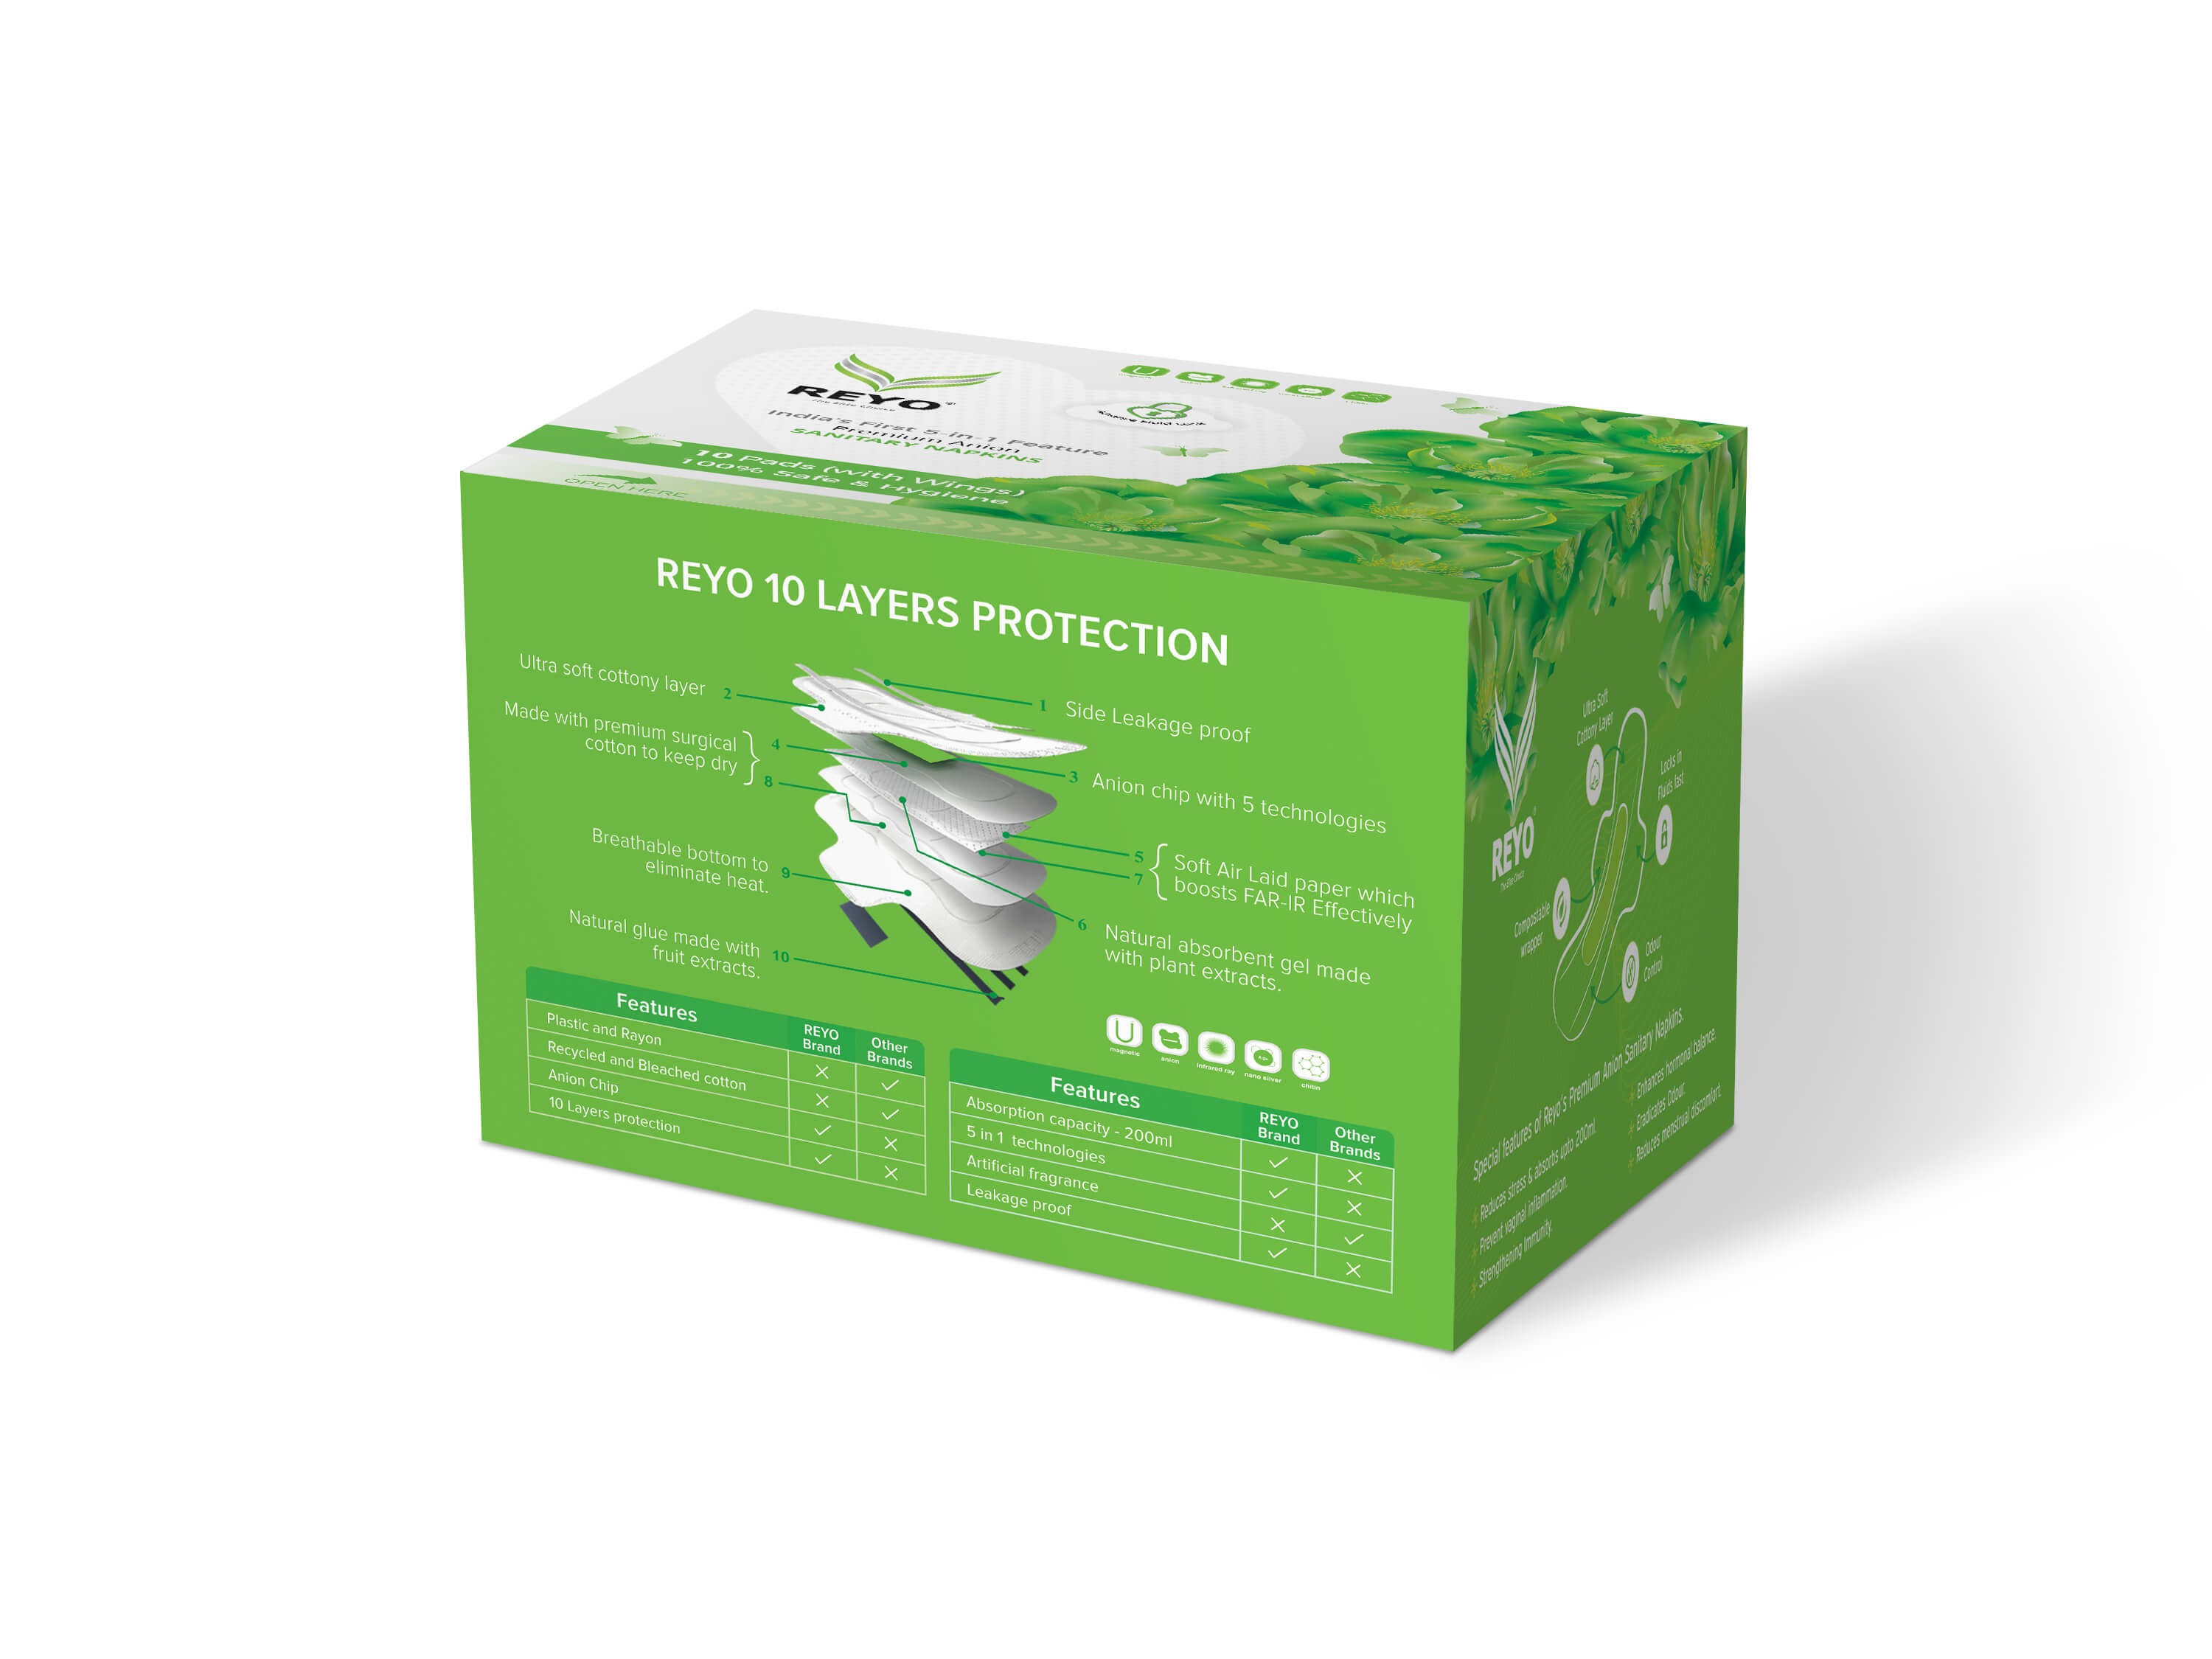 REYO
India's First 5-in-1 Feature
Premium Anion
SANITARY NAPKINS
10 Pads (with Wings)
100% Safe & Hygiene
OPEN HERE
REYO 10 LAYERS PROTECTION
Ultra soft cottony layer 2
1 Side Leakage proof
Made with premium surgical
cotton to keep dry
4
8
3 Anion chip with 5 technologies
Breathable bottom to
eliminate heat.
9
5
7
Soft Air Laid paper which
boosts FAR-IR Effectively
Natural glue made with
fruit extracts.
10
6 Natural absorbent gel made
with plant extracts.
magnetic anion infrared ray nano silver chitin
Features REYO Brand Other Brands
Plastic and Rayon ✕ ✓
Recycled and Bleached cotton ✕ ✓
Anion Chip ✓ ✕
10 Layers protection ✓ ✕
Features REYO Brand Other Brands
Absorption capacity - 200ml ✓ ✕
5 in 1 technologies ✓ ✕
Artificial fragrance ✕ ✓
Leakage proof ✓ ✕
REYO
The Elite Choice
Ultra Soft
Cottony Layer
Locks in
Fluids fast
Compostable
wrapper
Odour
Control
Special features of Reyo's Premium Anion Sanitary Napkins.
Reduces stress & absorbs upto 200ml.
Prevent vaginal inflammation.
Strengthening Immunity.
Enhances hormonal balance.
Eradicates Odour.
Reduces menstrual discomfort.